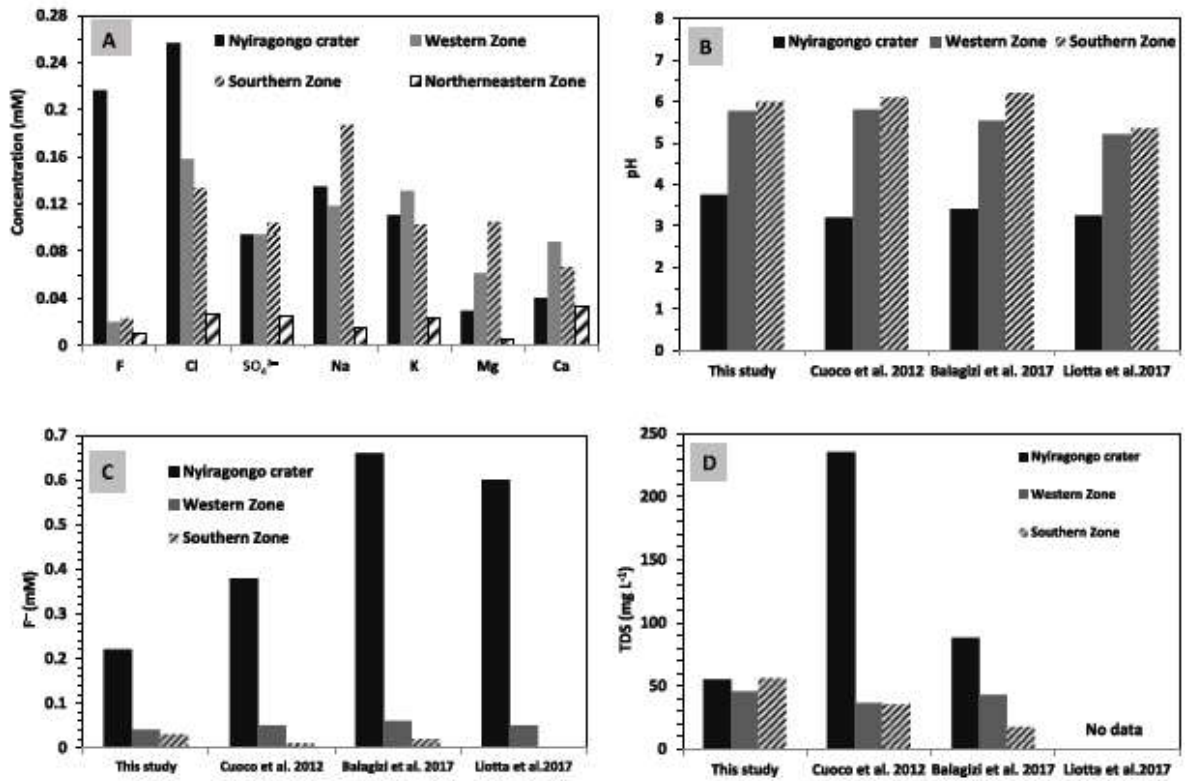 A
Nyiragongo crater
Western Zone
Sourthern Zone
Northerneastern Zone
Concentration (mM)
0.28
0.24
0.2
0.16
0.12
0.08
0.04
0
F Cl SO₄²⁻ Na K Mg Ca
B
Nyiragongo crater Western Zone Southern Zone
pH
8
7
6
5
4
3
2
1
0
This study Cuoco et al. 2012 Balagizi et al. 2017 Liotta et al.2017
C
Nyiragongo crater
Western Zone
Southern Zone
F⁻ (mM)
0.7
0.6
0.5
0.4
0.3
0.2
0.1
0
This study Cuoco et al. 2012 Balagizi et al. 2017 Liotta et al.2017
D
Nyiragongo crater
Western Zone
Southern Zone
TDS (mg L⁻¹)
250
200
150
100
50
0
No data
This study Cuoco et al. 2012 Balagizi et al. 2017 Liotta et al.2017